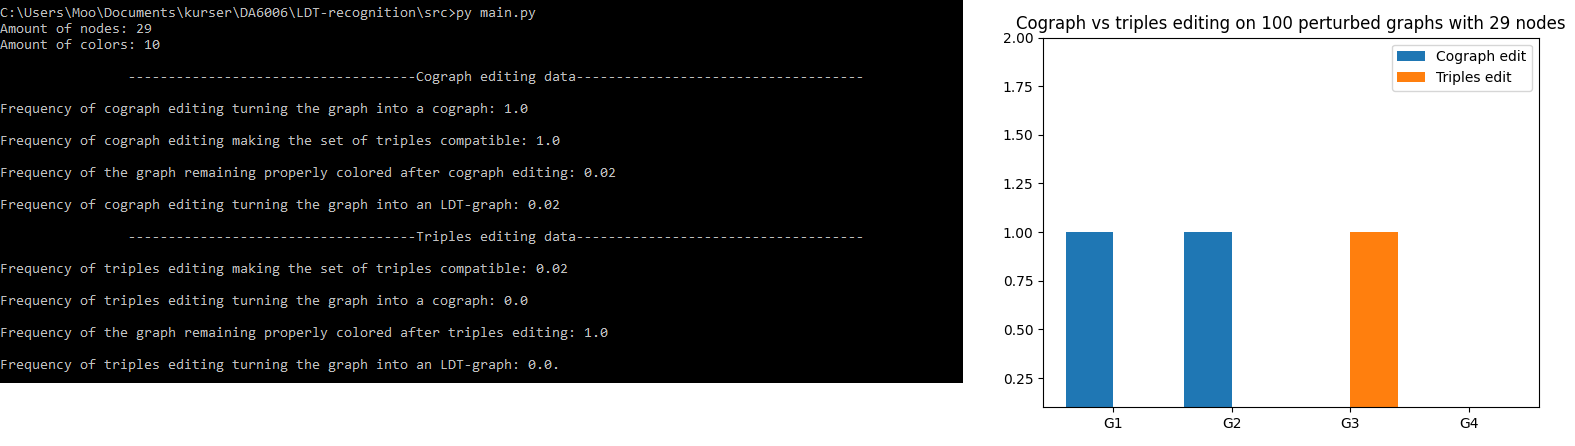 C:\Users\Moo\Documents\kurser\DA6006\LDT-recognition\src>py main.py
Amount of nodes: 29
Amount of colors: 10
------------------------------------Cograph editing data------------------------------------
Frequency of cograph editing turning the graph into a cograph: 1.0
Frequency of cograph editing making the set of triples compatible: 1.0
Frequency of the graph remaining properly colored after cograph editing: 0.02
Frequency of cograph editing turning the graph into an LDT-graph: 0.02
------------------------------------Triples editing data------------------------------------
Frequency of triples editing making the set of triples compatible: 0.02
Frequency of triples editing turning the graph into a cograph: 0.0
Frequency of the graph remaining properly colored after triples editing: 1.0
Frequency of triples editing turning the graph into an LDT-graph: 0.0.
Cograph vs triples editing on 100 perturbed graphs with 29 nodes
Cograph edit
Triples edit
2.00
1.75
1.50
1.25
1.00
0.75
0.50
0.25
G1 G2 G3 G4